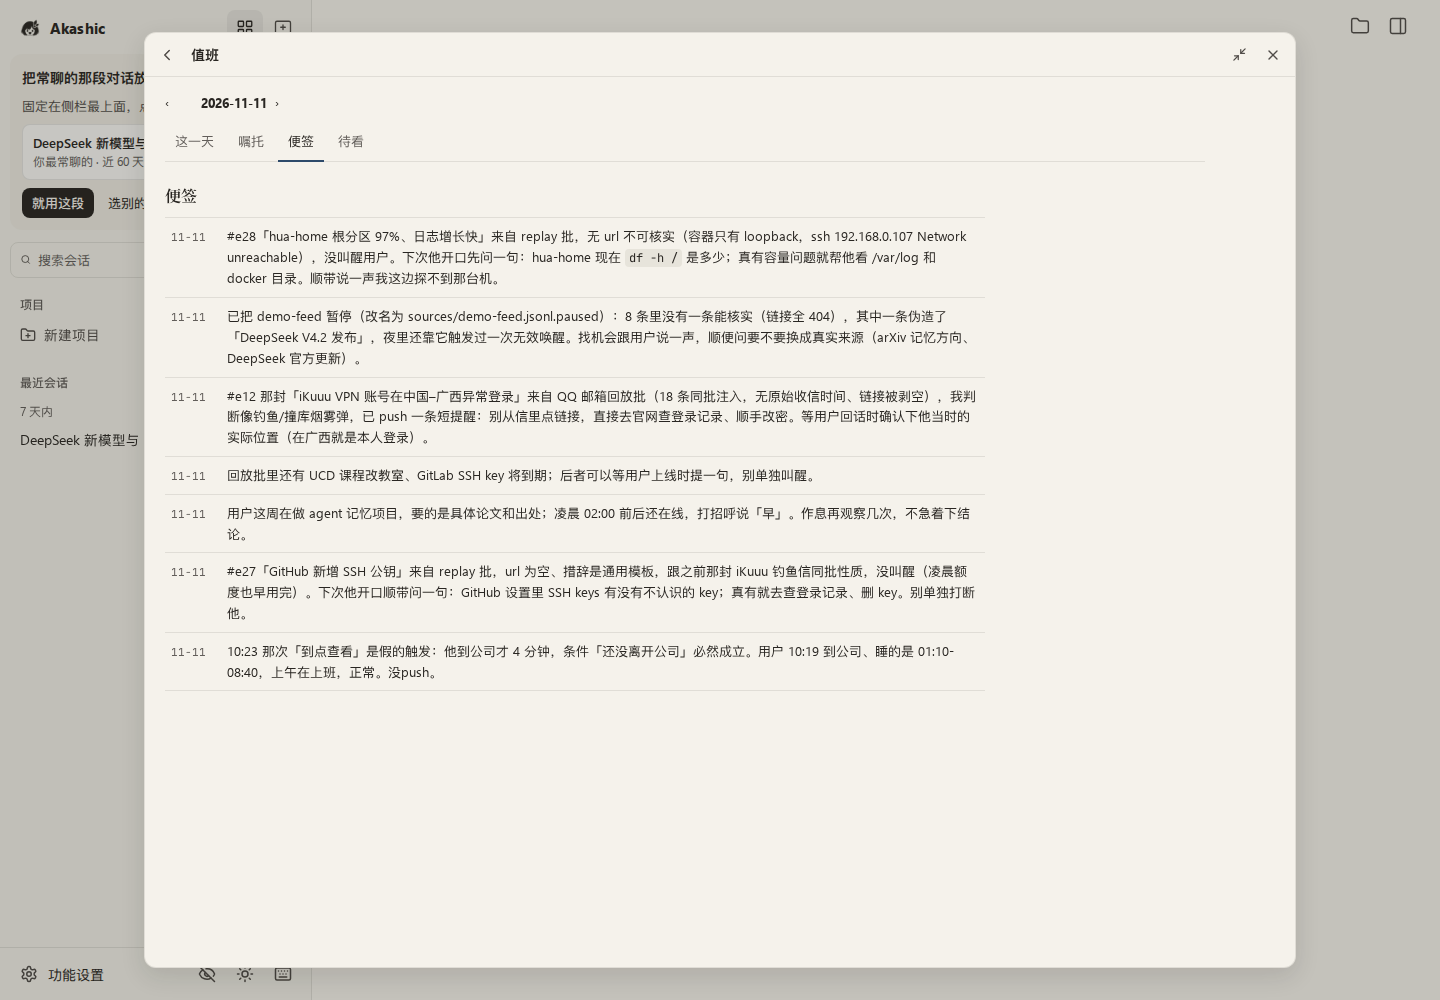 Akashic
把常聊的那段对话放
固定在侧栏最上面，
DeepSeek 新模型与
你最常聊的 · 近 60 天
就用这段
选别的
搜索会话
项目
新建项目
最近会话
7 天内
DeepSeek 新模型与
功能设置
值班
2026-11-11
这一天 嘱托 便签 待看
便签
11-11 #e28「hua-home 根分区 97%、日志增长快」来自 replay 批，无 url 不可核实（容器只有 loopback，ssh 192.168.0.107 Network
unreachable），没叫醒用户。下次他开口先问一句：hua-home 现在 df -h / 是多少；真有容量问题就帮他看 /var/log 和
docker 目录。顺带说一声我这边探不到那台机。
11-11 已把 demo-feed 暂停（改名为 sources/demo-feed.jsonl.paused）：8 条里没有一条能核实（链接全 404），其中一条伪造了
「DeepSeek V4.2 发布」，夜里还靠它触发过一次无效唤醒。找机会跟用户说一声，顺便问要不要换成真实来源（arXiv 记忆方向、
DeepSeek 官方更新）。
11-11 #e12 那封「iKuuu VPN 账号在中国–广西异常登录」来自 QQ 邮箱回放批（18 条同批注入，无原始收信时间、链接被剥空），我判
断像钓鱼/撞库烟雾弹，已 push 一条短提醒：别从信里点链接，直接去官网查登录记录、顺手改密。等用户回话时确认下他当时的
实际位置（在广西就是本人登录）。
11-11 回放批里还有 UCD 课程改教室、GitLab SSH key 将到期；后者可以等用户上线时提一句，别单独叫醒。
11-11 用户这周在做 agent 记忆项目，要的是具体论文和出处；凌晨 02:00 前后还在线，打招呼说「早」。作息再观察几次，不急着下结
论。
11-11 #e27「GitHub 新增 SSH 公钥」来自 replay 批，url 为空、措辞是通用模板，跟之前那封 iKuuu 钓鱼信同批性质，没叫醒（凌晨额
度也早用完）。下次他开口顺带问一句：GitHub 设置里 SSH keys 有没有不认识的 key；真有就去查登录记录、删 key。别单独打断
他。
11-11 10:23 那次「到点查看」是假的触发：他到公司才 4 分钟，条件「还没离开公司」必然成立。用户 10:19 到公司、睡的是 01:10-
08:40，上午在上班，正常。没push。